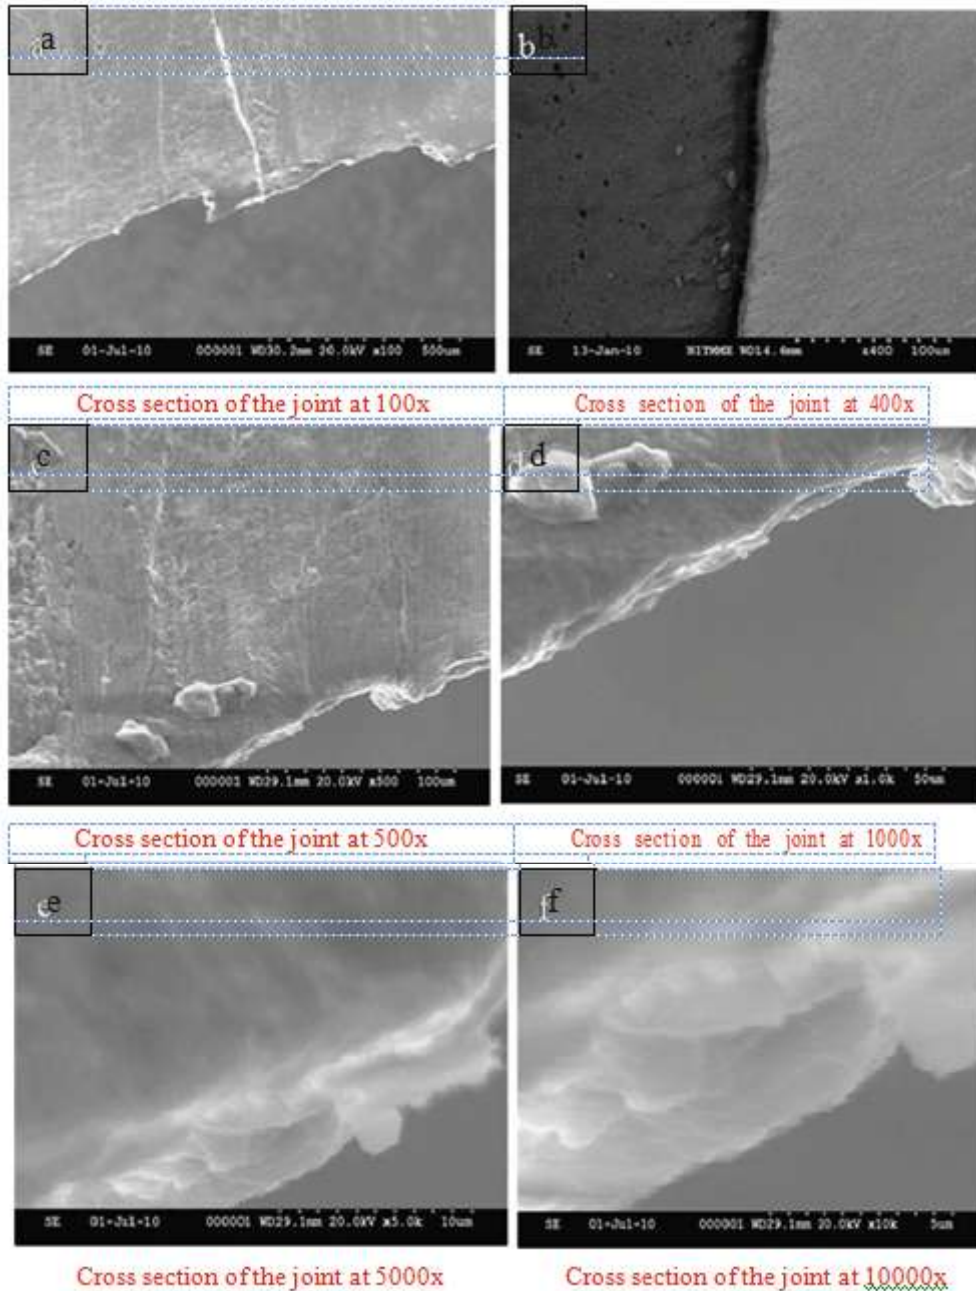 a b
SE 01-Jul-10 000001 WD30.2mm 20.0kV x100 500um
SE 13-Jan-10 NITMMX WD14.6mm x400 100um
Cross section of the joint at 100x
Cross section of the joint at 400x
c d
SE 01-Jul-10 000001 WD29.1mm 20.0kV x500 100um
SE 01-Jul-10 000001 WD29.1mm 20.0kV x1.0k 50um
Cross section of the joint at 500x
Cross section of the joint at 1000x
e f
SE 01-Jul-10 000001 WD29.1mm 20.0kV x5.0k 10um
SE 01-Jul-10 000001 WD29.1mm 20.0kV x10k 5um
Cross section of the joint at 5000x
Cross section of the joint at 10000x